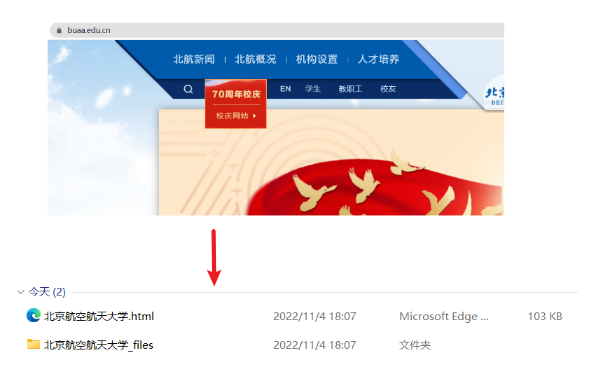 buaa.edu.cn
北航新闻 | 北航概况 | 机构设置 | 人才培养
EN 学生 教职工 校友
70周年校庆
校庆网站
BEI
今天 (2)
北京航空航天大学.html 2022/11/4 18:07 Microsoft Edge ... 103 KB
北京航空航天大学_files 2022/11/4 18:07 文件夹